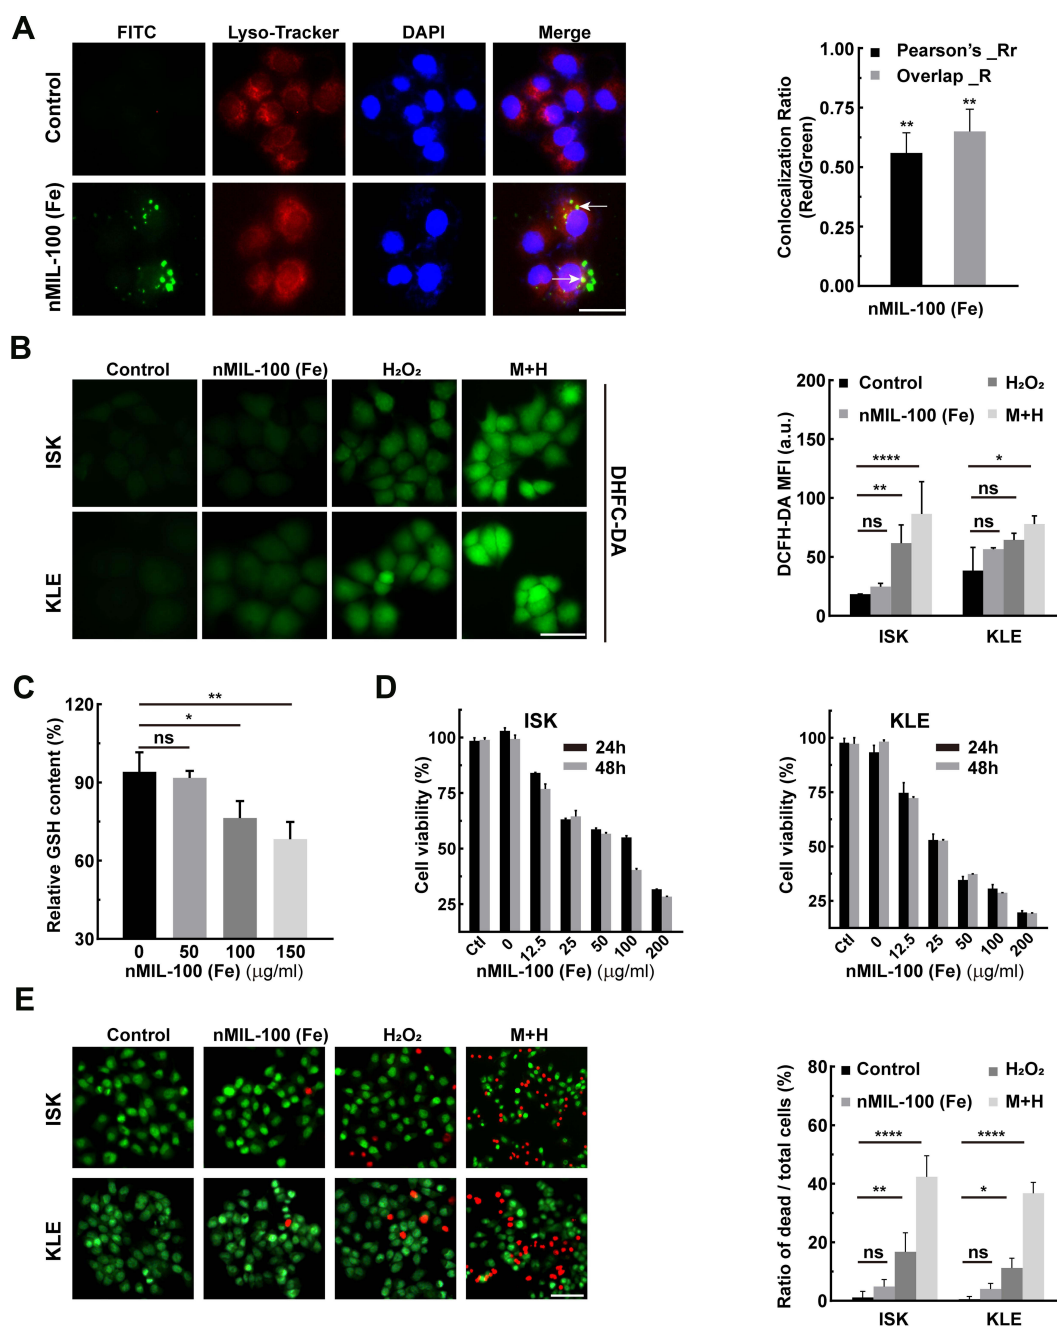 A
FITC Lyso-Tracker DAPI Merge
Control
nMIL-100 (Fe)
Conlocalization Ratio
(Red/Green)
1.00
0.75
0.50
0.25
0.00
Pearson's _Rr
Overlap _R
** **
nMIL-100 (Fe)
B
Control nMIL-100 (Fe) H₂O₂ M+H
ISK
KLE
DHFC-DA
DCFH-DA MFI (a.u.)
200
150
100
50
0
Control H₂O₂
nMIL-100 (Fe) M+H
**** *
** ns
ns ns
ISK KLE
C
Relative GSH content (%)
120
90
60
30
**
*
ns
0 50 100 150
nMIL-100 (Fe) (μg/ml)
D
ISK
Cell viability (%)
100
75
50
25
24h
48h
Ctl 0 12.5 25 50 100 200
nMIL-100 (Fe) (μg/ml)
KLE
Cell viability (%)
100
75
50
25
24h
48h
Ctl 0 12.5 25 50 100 200
nMIL-100 (Fe) (μg/ml)
E
Control nMIL-100 (Fe) H₂O₂ M+H
ISK
KLE
Ratio of dead / total cells (%)
80
60
40
20
0
Control H₂O₂
nMIL-100 (Fe) M+H
**** ****
** *
ns ns
ISK KLE